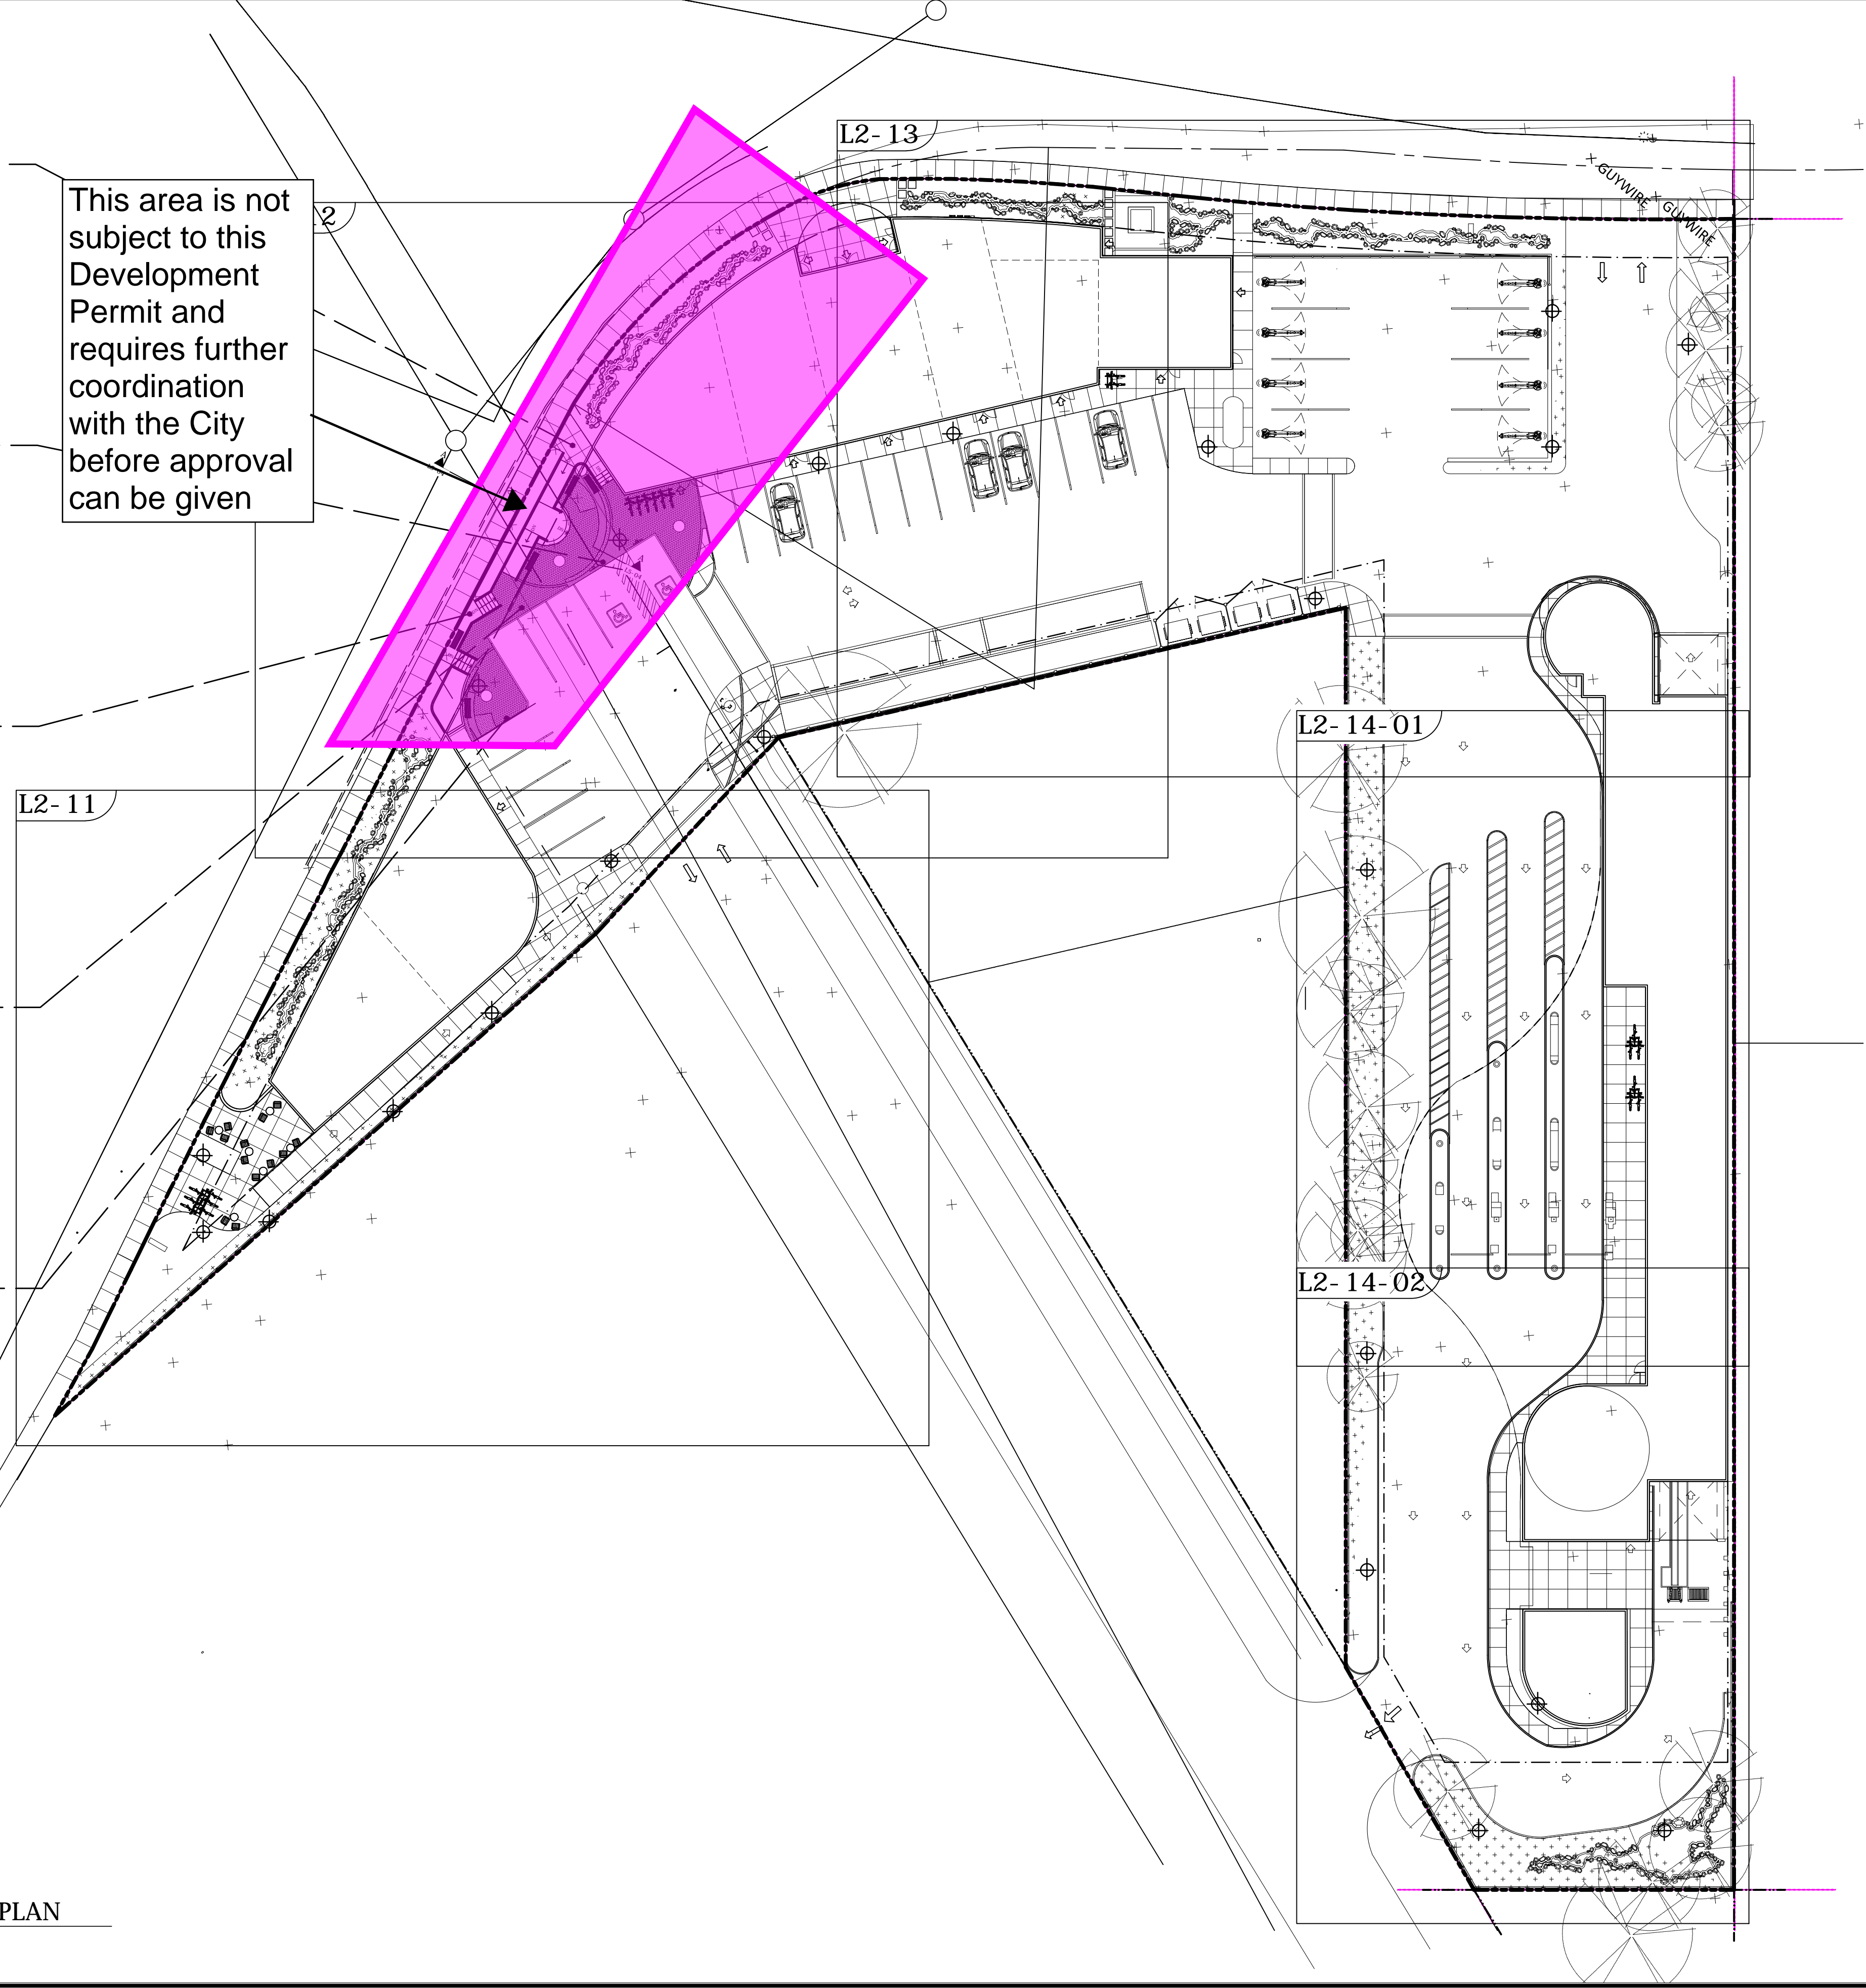 L2-13
This area is not
subject to this
Development
Permit and
requires further
coordination
with the City
before approval
can be given
2
GUYWIRE
GUYWIRE
L2-14-01
L2-11
L2-14-02
PLAN